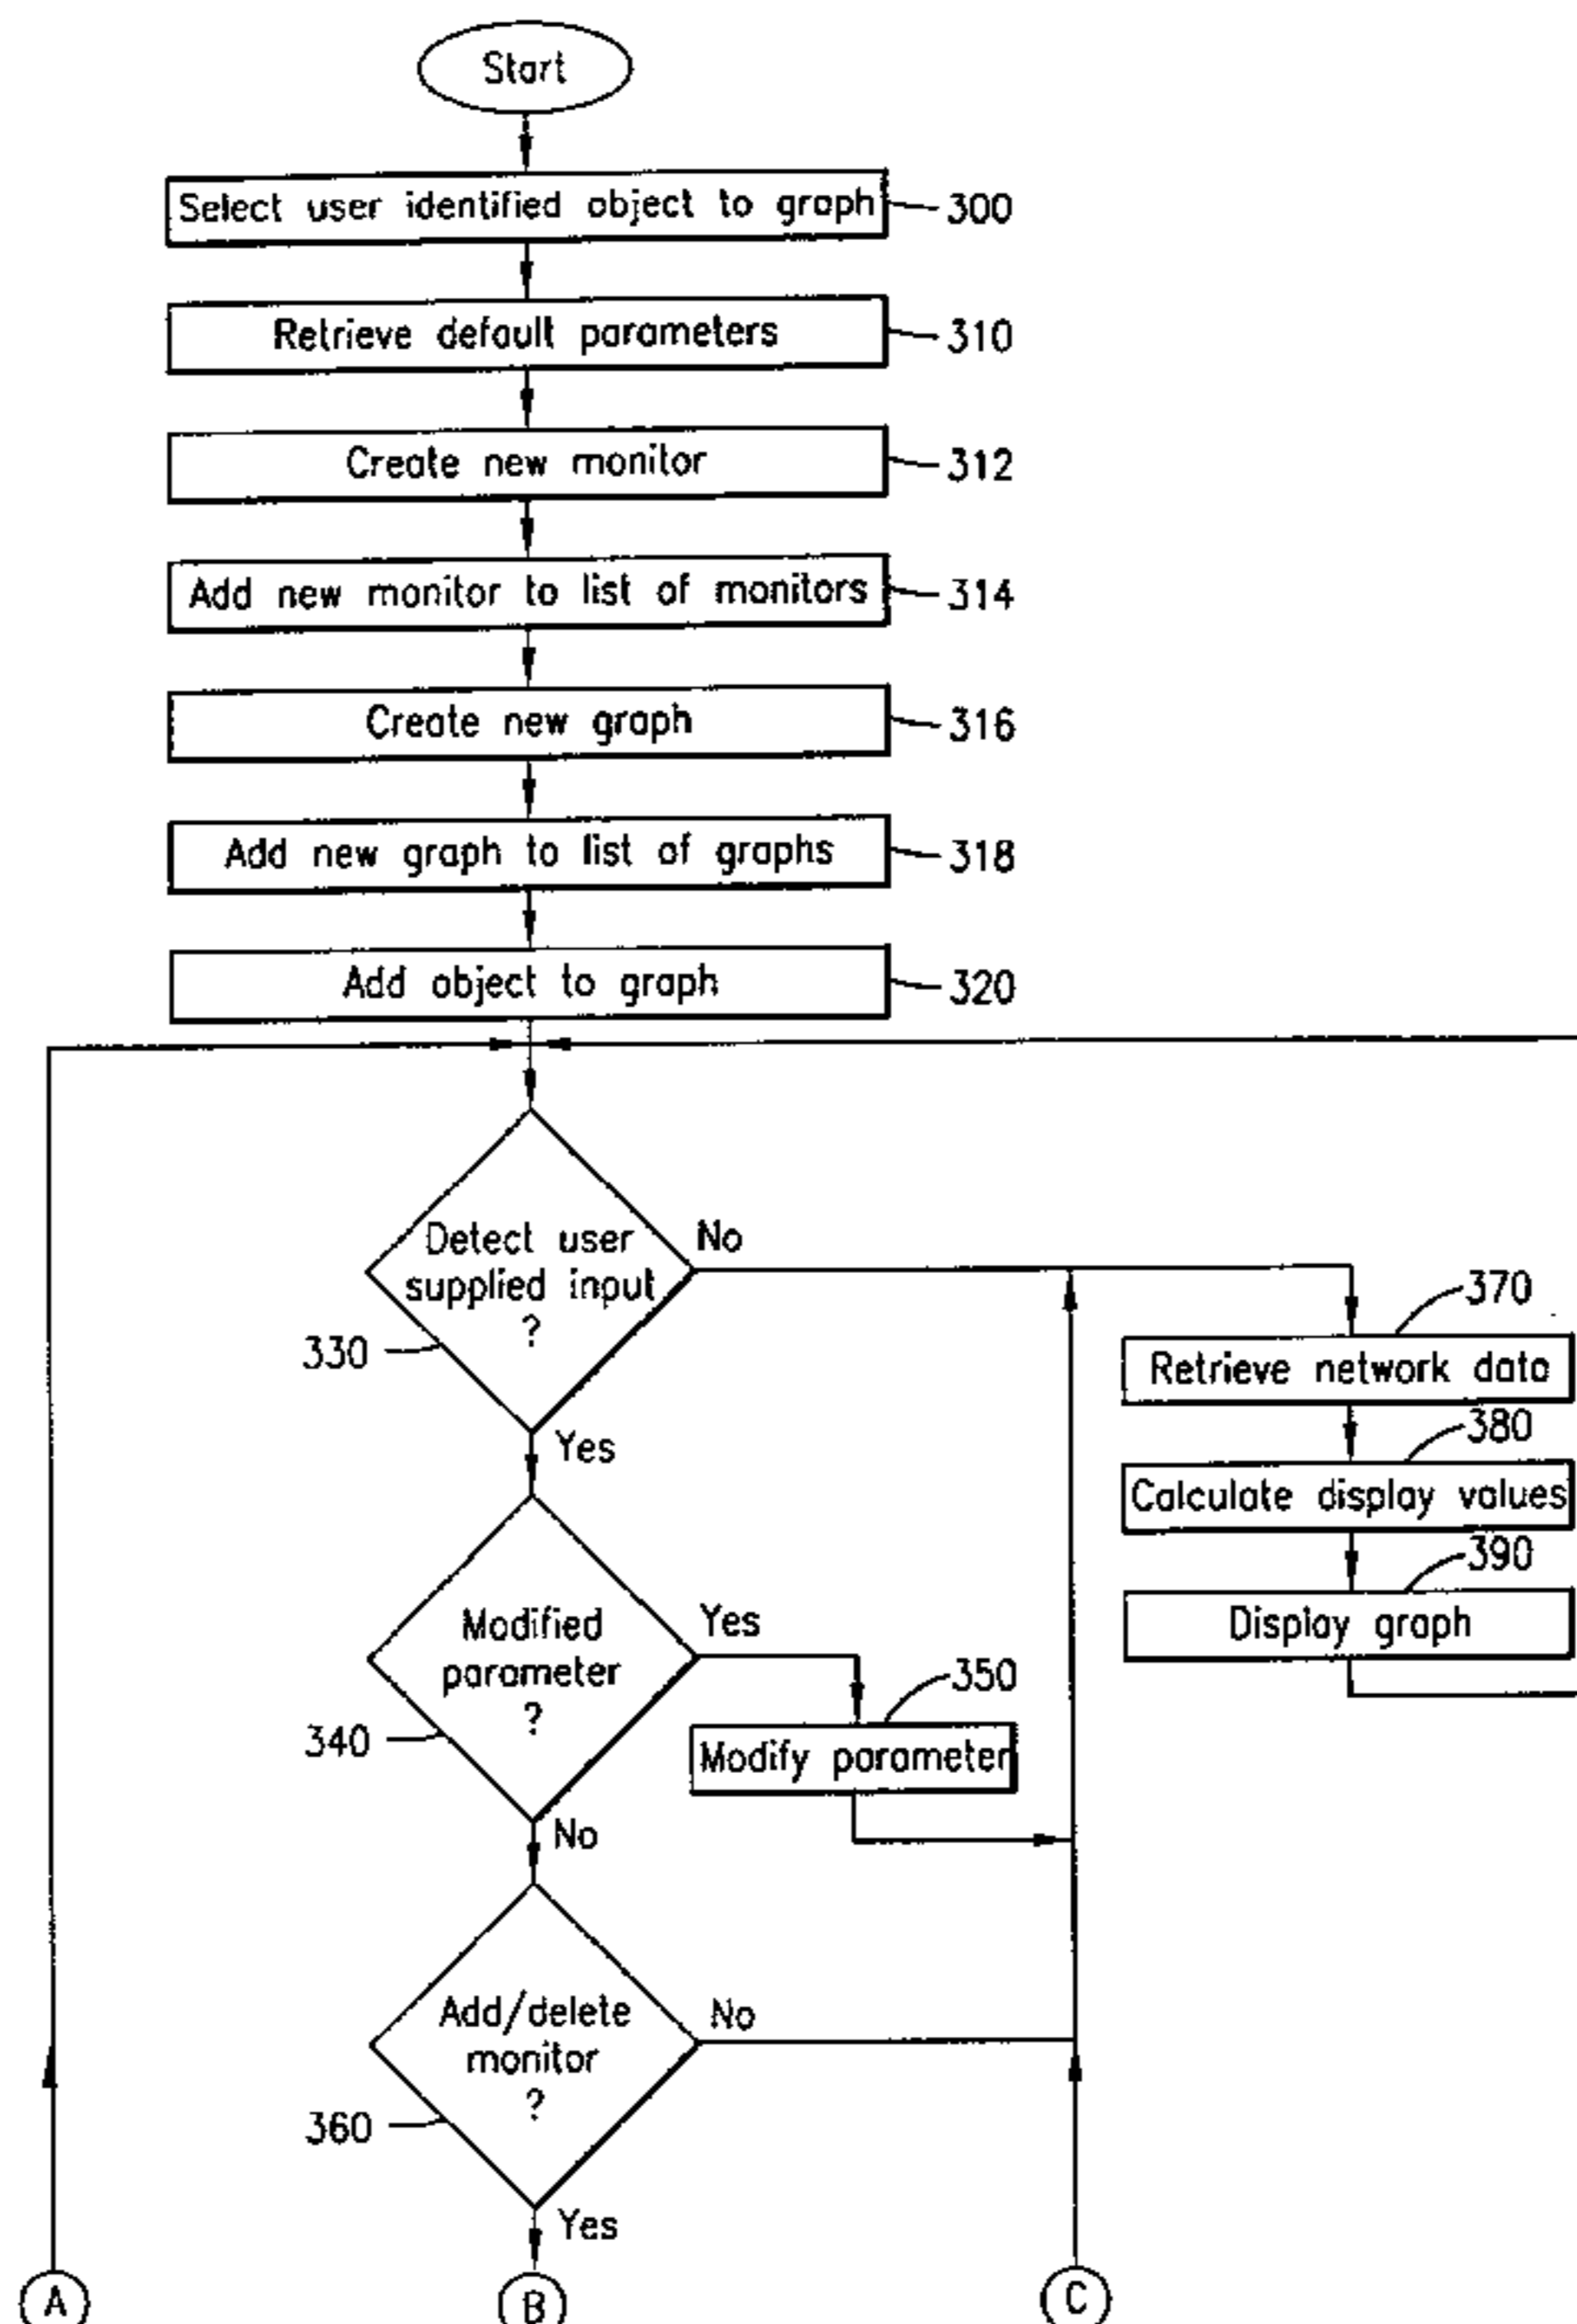 Start
Select user identified object to graph
300
Retrieve default parameters
310
Create new monitor
312
Add new monitor to list of monitors
314
Create new graph
316
Add new graph to list of graphs
318
Add object to graph
320
Detect user
supplied input
?
330
No
Yes
370
Retrieve network data
380
Calculate display values
390
Display graph
Modified
parameter
?
340
Yes
350
Modify parameter
No
Add/delete
monitor
?
360
No
Yes
A
B
C